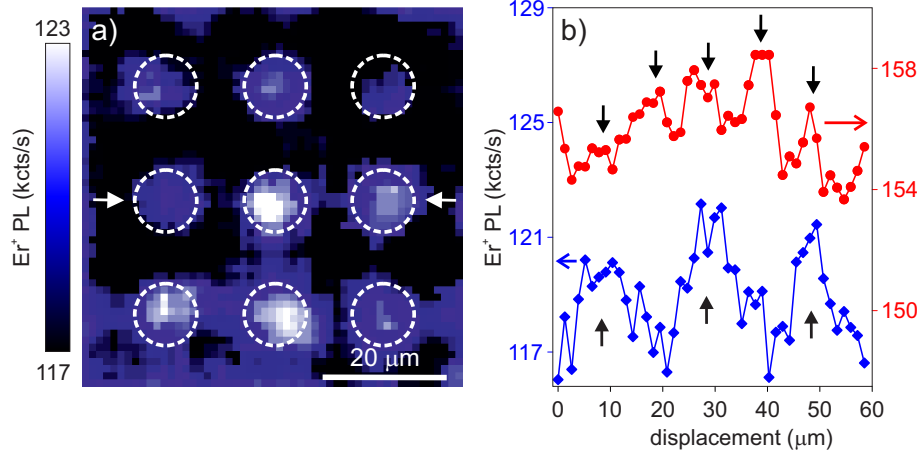 a)
123
Er⁺ PL (kcts/s)
117
20 μm
b)
Er⁺ PL (kcts/s)
129
125
121
117
158
154
150
0 10 20 30 40 50 60
displacement (μm)